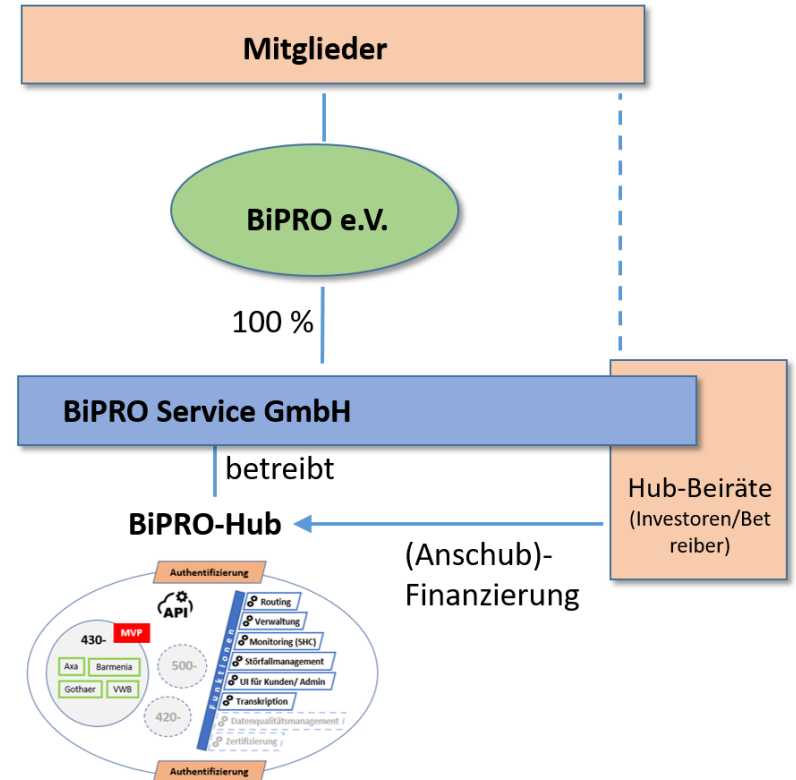 Mitglieder
BiPRO e.V.
100 %
BiPRO Service GmbH
betreibt
Hub-Beiräte
(Investoren/Bet
reiber)
BiPRO-Hub
(Anschub)-
Finanzierung
Authentifizierung
API
430-
MVP
Axa
Barmenia
Gothaer
VWB
500-
420-
Funktionen
Routing
Verwaltung
Monitoring (SHC)
Störfallmanagement
UI für Kunden/ Admin
Transkription
Datenqualitätsmanagement
Zertifizierung
Authentifizierung